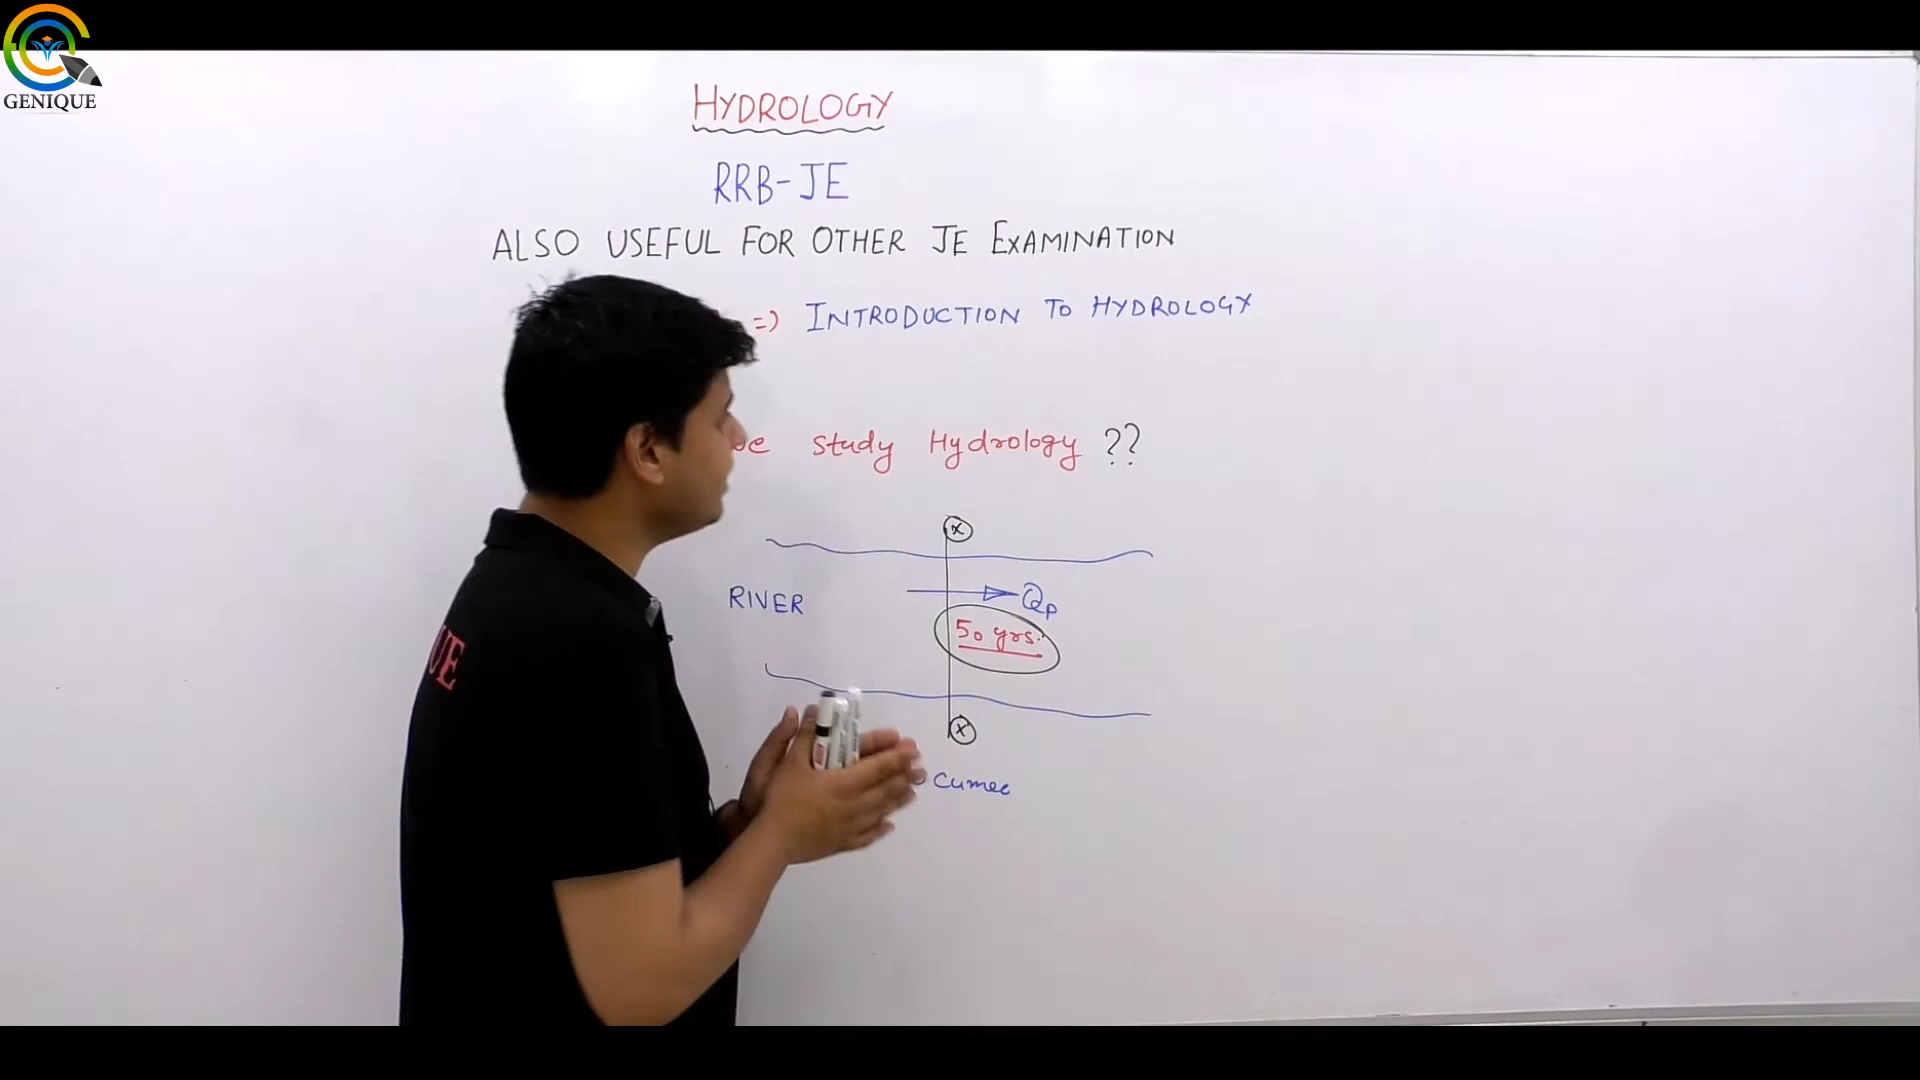 GENIQUE
HYDROLOGY
RRB-JE
ALSO USEFUL FOR OTHER JE EXAMINATION
=) INTRODUCTION TO HYDROLOGY
study Hydrology ??
X
RIVER
Qp
50 yrs.
X
Cumec
UE